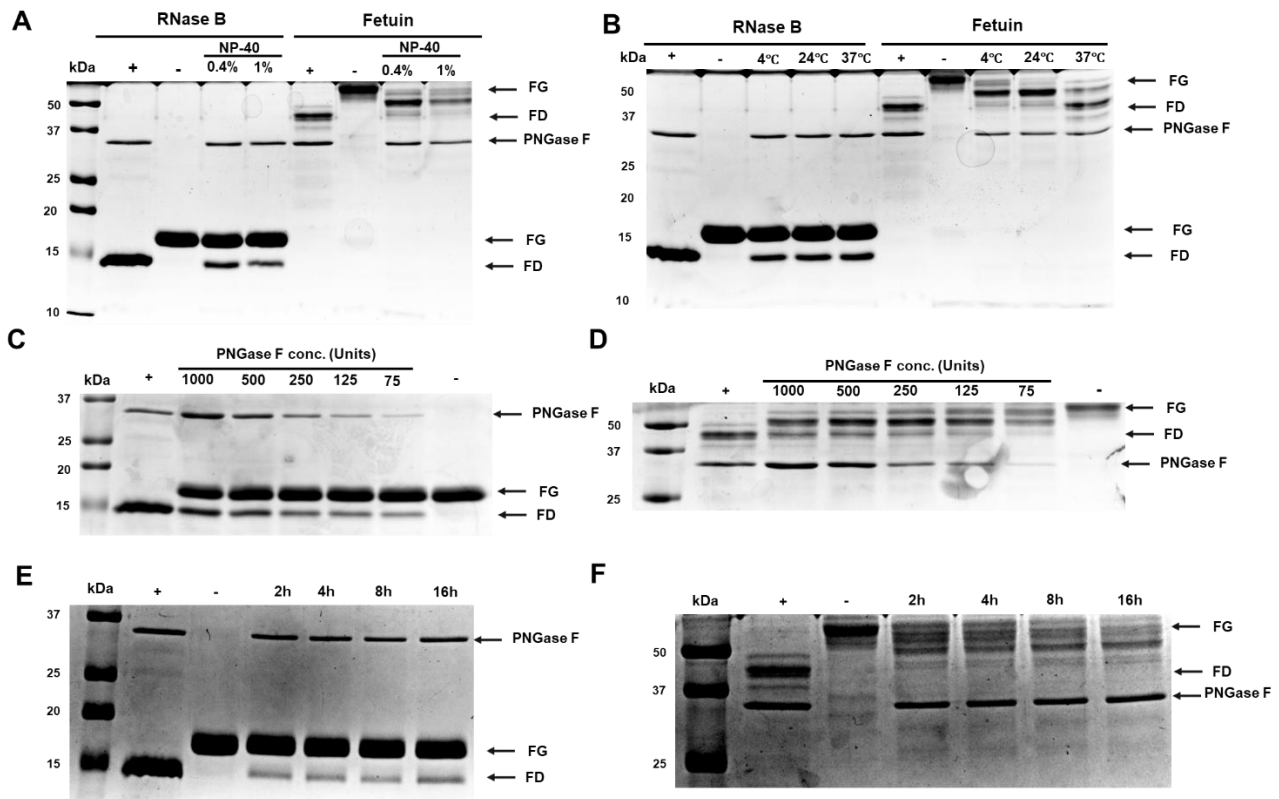 A
RNase B
Fetuin
NP-40
NP-40
kDa
+
-
0.4%
1%
+
-
0.4%
1%
50
37
25
20
15
10
FG
FD
PNGase F
FG
FD
B
RNase B
Fetuin
kDa
+
-
4℃
24℃
37℃
+
-
4℃
24℃
37℃
50
37
25
20
15
10
FG
FD
PNGase F
FG
FD
C
PNGase F conc. (Units)
kDa
+
1000
500
250
125
75
-
37
25
20
15
PNGase F
FG
FD
D
PNGase F conc. (Units)
kDa
+
1000
500
250
125
75
-
50
37
25
FG
FD
PNGase F
E
kDa
+
-
2h
4h
8h
16h
37
25
20
15
PNGase F
FG
FD
F
kDa
+
-
2h
4h
8h
16h
50
37
25
FG
FD
PNGase F